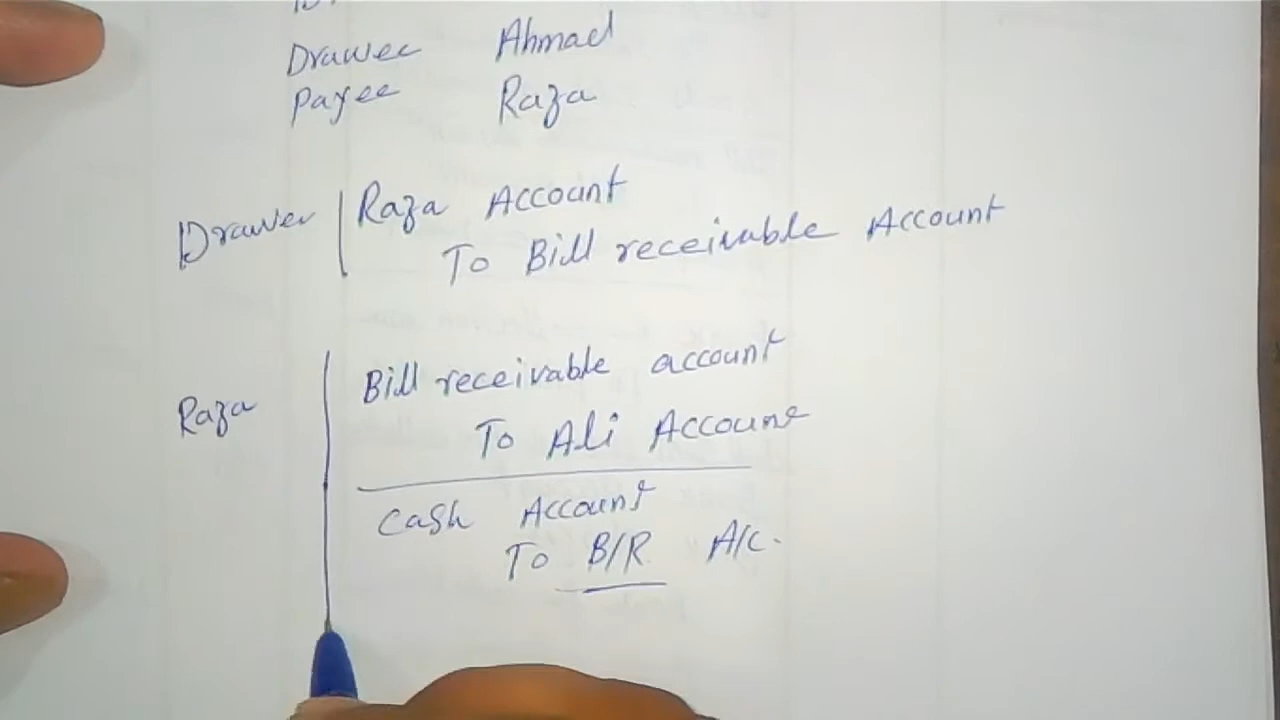 Drawee Ahmad
Payee Raza
Drawer Raza Account
To Bill receivable Account
Raza Bill receivable account
To Ali Account
Cash Account
To B/R A/C.